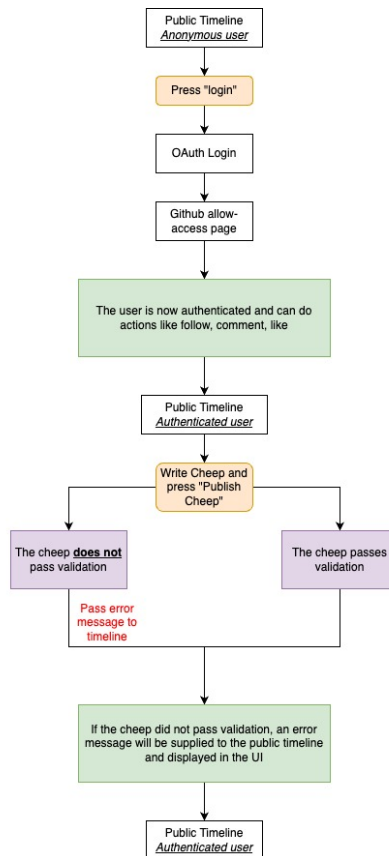 Public Timeline
Anonymous user
Press "login"
OAuth Login
Github allow-
access page
The user is now authenticated and can do
actions like follow, comment, like
Public Timeline
Authenticated user
Write Cheep and
press "Publish
Cheep"
The cheep does not
pass validation
The cheep passes
validation
Pass error
message to
timeline
If the cheep did not pass validation, an error
message will be supplied to the public timeline
and displayed in the UI
Public Timeline
Authenticated user